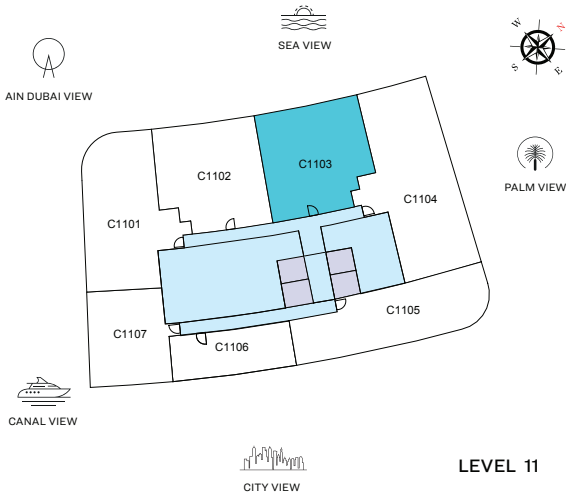 SEA VIEW
W
N
S
E
AIN DUBAI VIEW
PALM VIEW
C1103
C1102
C1104
C1101
C1105
C1107
C1106
CANAL VIEW
CITY VIEW
LEVEL 11